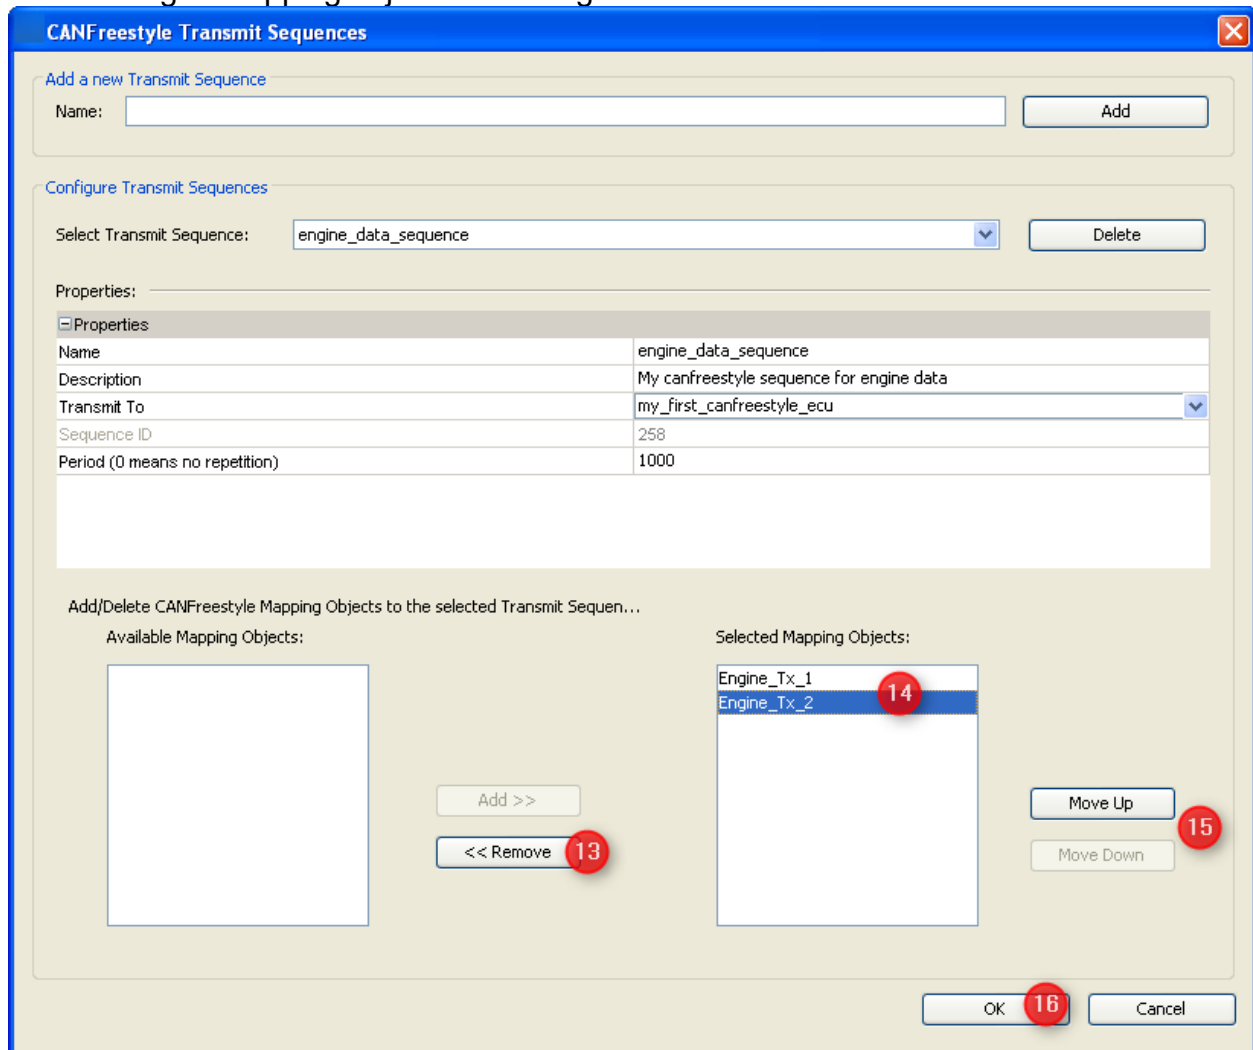 CANFreestyle Transmit Sequences
Add a new Transmit Sequence
Name:
Add
Configure Transmit Sequences
Select Transmit Sequence: engine_data_sequence
Delete
Properties:
Properties
Name engine_data_sequence
Description My canfreestyle sequence for engine data
Transmit To my_first_canfreestyle_ecu
Sequence ID 258
Period (0 means no repetition) 1000
Add/Delete CANFreestyle Mapping Objects to the selected Transmit Sequen...
Available Mapping Objects: Selected Mapping Objects:
Engine_Tx_1
14
Engine_Tx_2
Add >>
Move Up
15
<< Remove 13
Move Down
OK 16 Cancel